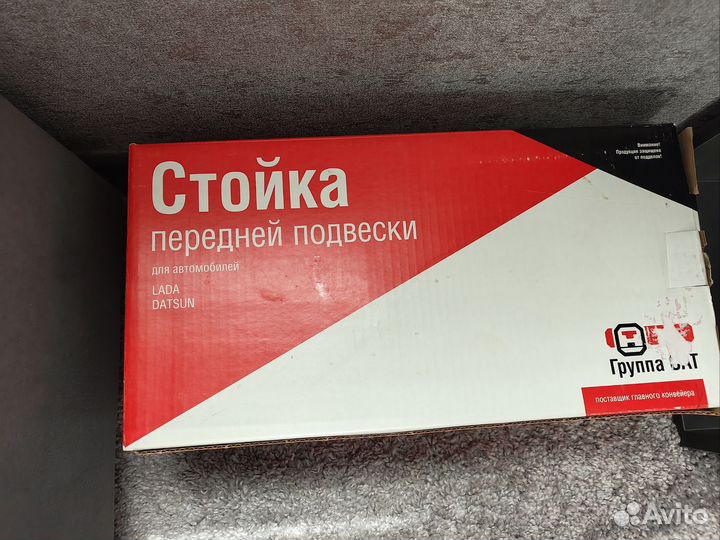 Стойка
передней подвески
для автомобилей
LADA
DATSUN
Внимание!
Продукция защищена
от подделок!
Группа
поставщик главного конвейера
Avito